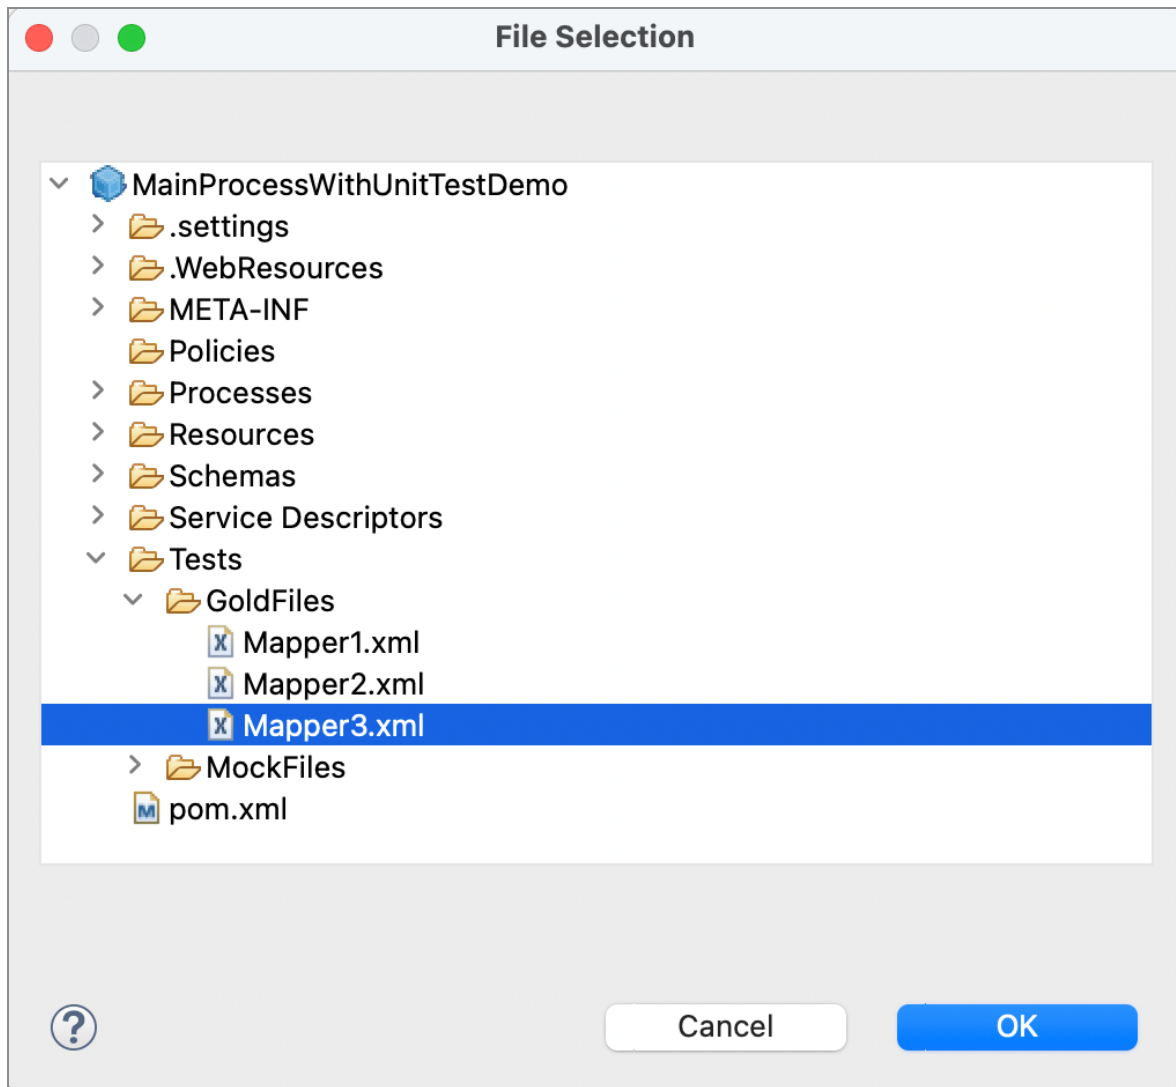 File Selection
MainProcessWithUnitTestDemo
.settings
.WebResources
META-INF
Policies
Processes
Resources
Schemas
Service Descriptors
Tests
GoldFiles
Mapper1.xml
Mapper2.xml
Mapper3.xml
MockFiles
pom.xml
? Cancel OK